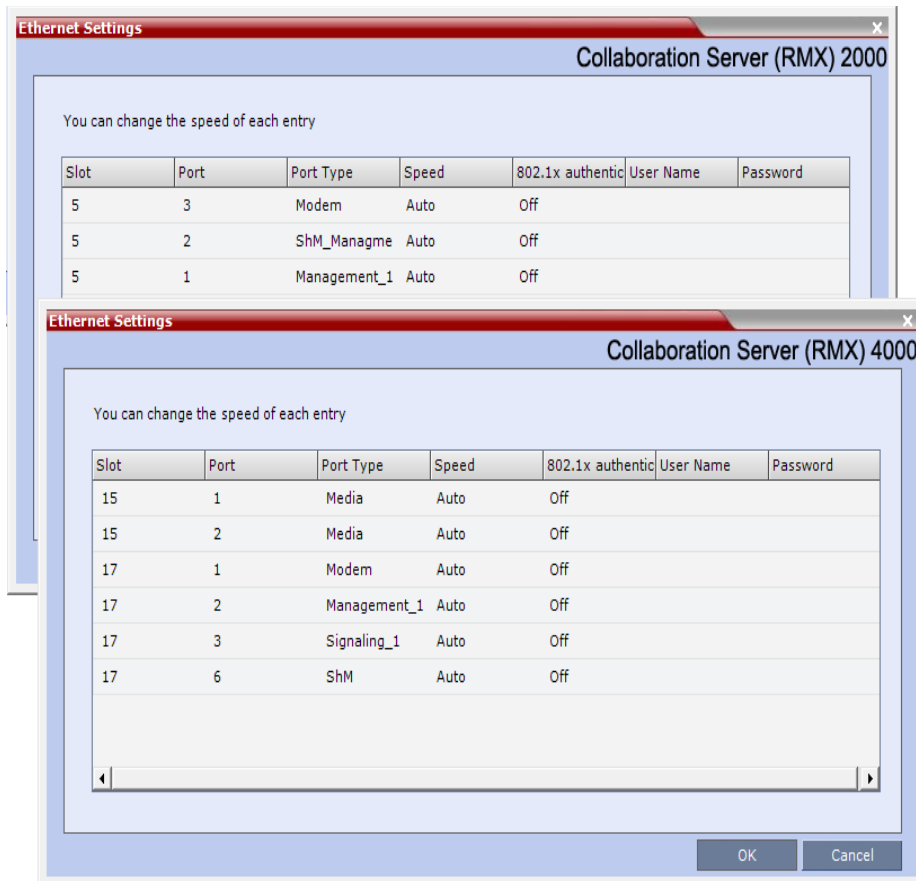 Ethernet Settings X
Collaboration Server (RMX) 2000
You can change the speed of each entry
Slot Port Port Type Speed 802.1x authentic User Name Password
5 3 Modem Auto Off
5 2 ShM_Managme Auto Off
5 1 Management_1 Auto Off
Ethernet Settings X
Collaboration Server (RMX) 4000
You can change the speed of each entry
Slot Port Port Type Speed 802.1x authentic User Name Password
15 1 Media Auto Off
15 2 Media Auto Off
17 1 Modem Auto Off
17 2 Management_1 Auto Off
17 3 Signaling_1 Auto Off
17 6 ShM Auto Off
OK Cancel